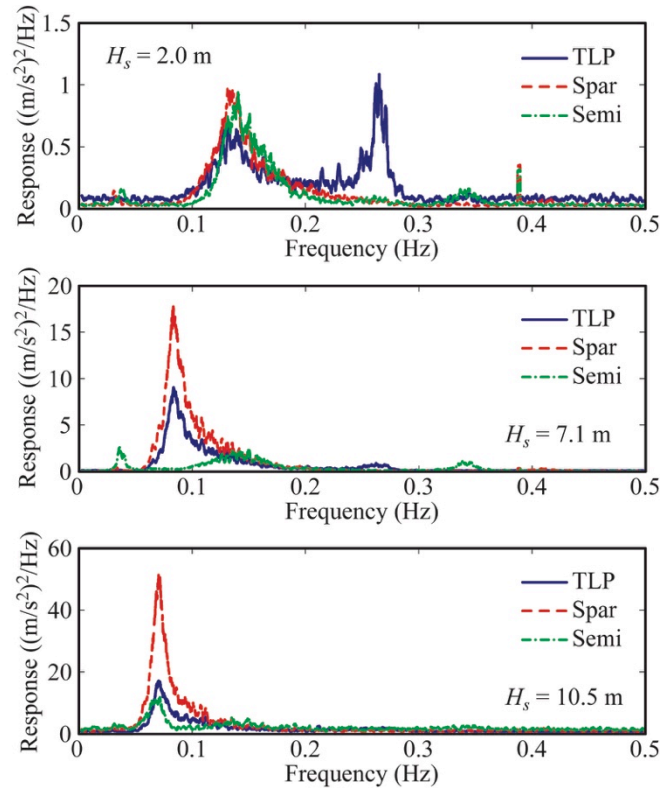 1.5
H_s = 2.0 m
TLP
Spar
Semi
1
0.5
0
Response ((m/s²)²/Hz)
0 0.1 0.2 0.3 0.4 0.5
Frequency (Hz)
20
TLP
Spar
Semi
15
10
5
0
H_s = 7.1 m
Response ((m/s²)²/Hz)
0 0.1 0.2 0.3 0.4 0.5
Frequency (Hz)
60
TLP
Spar
Semi
40
20
0
H_s = 10.5 m
Response ((m/s²)²/Hz)
0 0.1 0.2 0.3 0.4 0.5
Frequency (Hz)